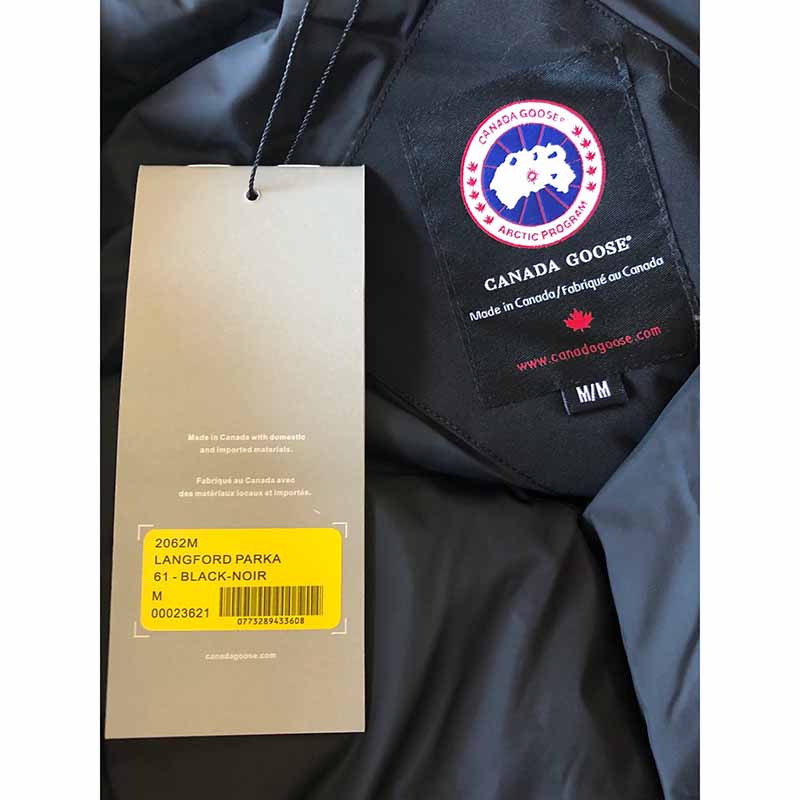 Made in Canada with domestic
and imported materials.
Fabriqué au Canada avec
des matériaux locaux et importés.
2062M
LANGFORD PARKA
61 - BLACK-NOIR
M
00023621
0773289433608
canadagoose.com
CANADA GOOSE®
ARCTIC PROGRAM
CANADA GOOSE®
Made in Canada/Fabriqué au Canada
www.canadagoose.com
M/M